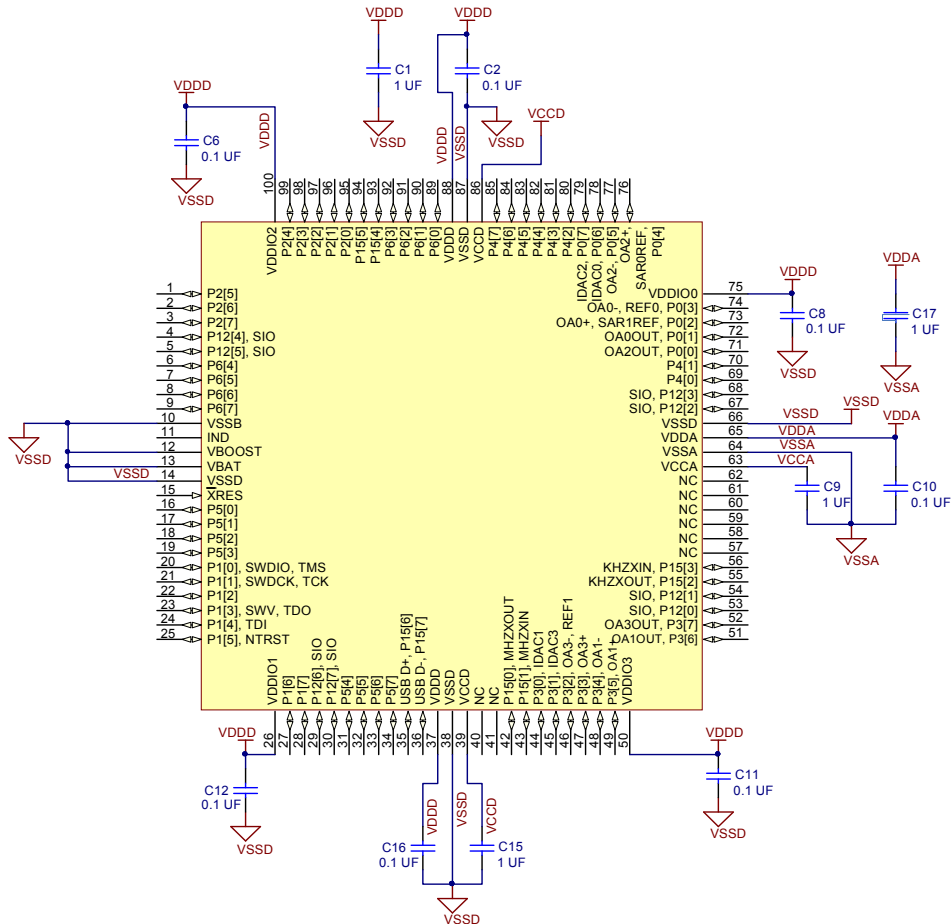 VDDD
C1
1 UF
VSSD
VDDD
C2
0.1 UF
VSSD
VDDD
VSSD
VCCD
VDDD
C6
0.1 UF
VSSD
VDDD
100
99
98
97
96
95
94
93
92
91
90
89
88
87
86
85
84
83
82
81
80
79
78
77
76
VDDIO2
P2[4]
P2[3]
P2[2]
P2[1]
P2[0]
P15[5]
P15[4]
P6[3]
P6[2]
P6[1]
P6[0]
VDDD
VSSD
VCCD
P4[7]
P4[6]
P4[5]
P4[4]
P4[3]
P4[2]
IDAC2, P0[7]
IDAC0, P0[6]
OA2-, P0[5]
OA2+,
SAR0REF,
P0[4]
1 P2[5]
2 P2[6]
3 P2[7]
4 P12[4], SIO
5 P12[5], SIO
6 P6[4]
7 P6[5]
8 P6[6]
9 P6[7]
10 VSSB
11 IND
12 VBOOST
13 VBAT
VSSD 14 VSSD
15 XRES
16 P5[0]
17 P5[1]
18 P5[2]
19 P5[3]
20 P1[0], SWDIO, TMS
21 P1[1], SWDCK, TCK
22 P1[2]
23 P1[3], SWV, TDO
24 P1[4], TDI
25 P1[5], NTRST
VSSD
VDDIO0 75
OA0-, REF0, P0[3] 74
OA0+, SAR1REF, P0[2] 73
OA0OUT, P0[1] 72
OA2OUT, P0[0] 71
P4[1] 70
P4[0] 69
SIO, P12[3] 68
SIO, P12[2] 67
VSSD 66 VSSD
VDDA 65 VDDA
VSSA 64 VSSA
VCCA 63 VCCA
NC 62
NC 61
NC 60
NC 59
NC 58
NC 57
KHZXIN, P15[3] 56
KHZXOUT, P15[2] 55
SIO, P12[1] 54
SIO, P12[0] 53
OA3OUT, P3[7] 52
OA1OUT, P3[6] 51
VDDD
C8
0.1 UF
VSSD
VDDA
C17
1 UF
VSSA
VSSD
VDDA
C9
1 UF
C10
0.1 UF
VSSA
VDDIO1
P1[6]
P1[7]
P12[6], SIO
P12[7], SIO
P5[4]
P5[5]
P5[6]
P5[7]
USB D+, P15[6]
USB D-, P15[7]
VDDD
VSSD
VCCD
NC
NC
P15[0], MHZXOUT
P15[1], MHZXIN
P3[0], IDAC1
P3[1], IDAC3
P3[2], OA3-, REF1
P3[3], OA3+
P3[4], OA1-
P3[5], OA1+
VDDIO3
26
27
28
29
30
31
32
33
34
35
36
37
38
39
40
41
42
43
44
45
46
47
48
49
50
VDDD
C12
0.1 UF
VSSD
VDDD
VSSD
VCCD
C16
0.1 UF
C15
1 UF
VSSD
VDDD
C11
0.1 UF
VSSD